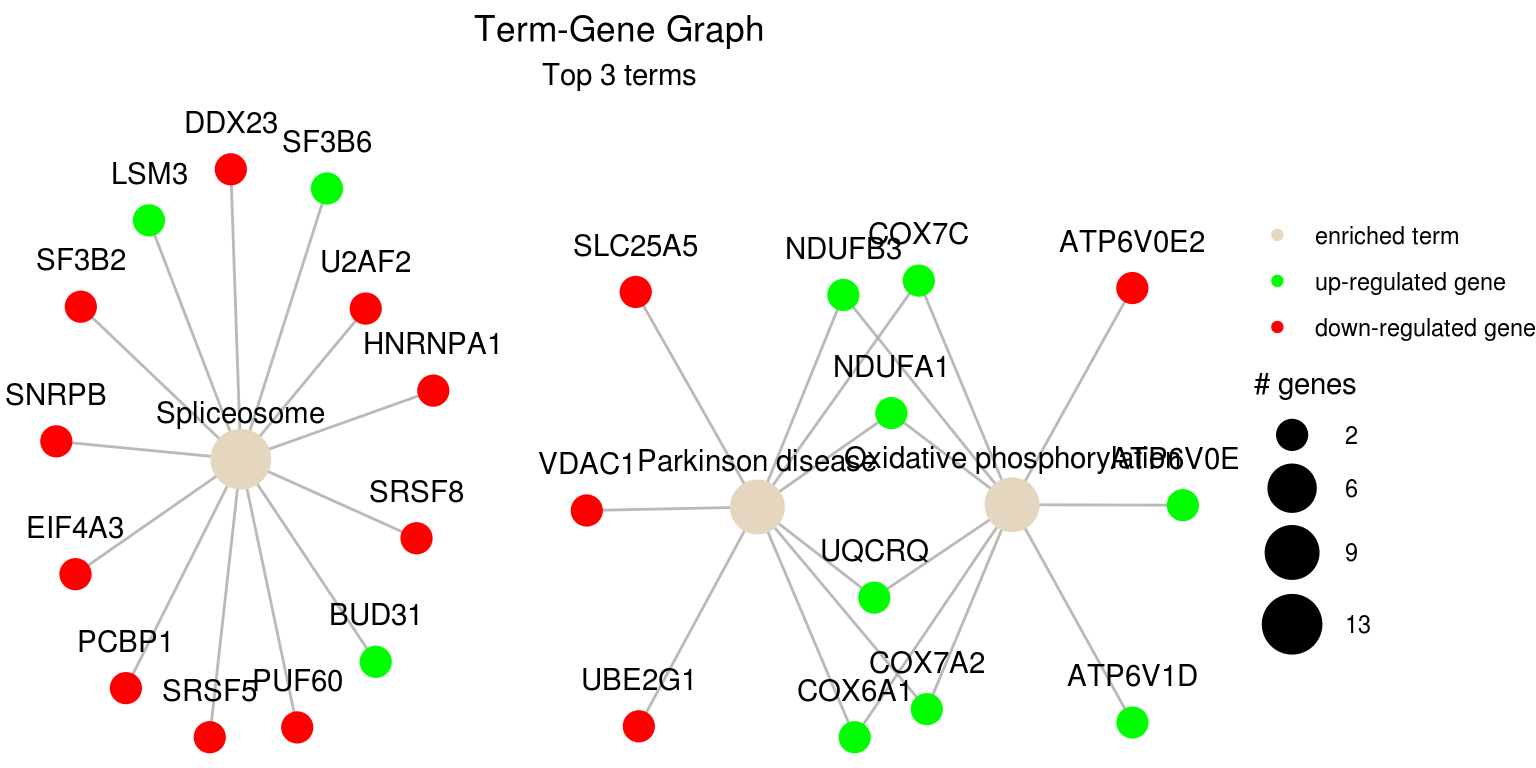 Term-Gene Graph
Top 3 terms
DDX23
SF3B6
LSM3
SF3B2
U2AF2
HNRNPA1
SNRPB
Spliceosome
SRSF8
EIF4A3
BUD31
PCBP1
SRSF5
PUF60
SLC25A5
NDUFB3
COX7C
ATP6V0E2
NDUFA1
VDAC1
Parkinson disease
Oxidative phosphorylation
ATP6V0E
UQCRQ
UBE2G1
COX7A2
COX6A1
ATP6V1D
enriched term
up-regulated gene
down-regulated gene
# genes
2
6
9
13